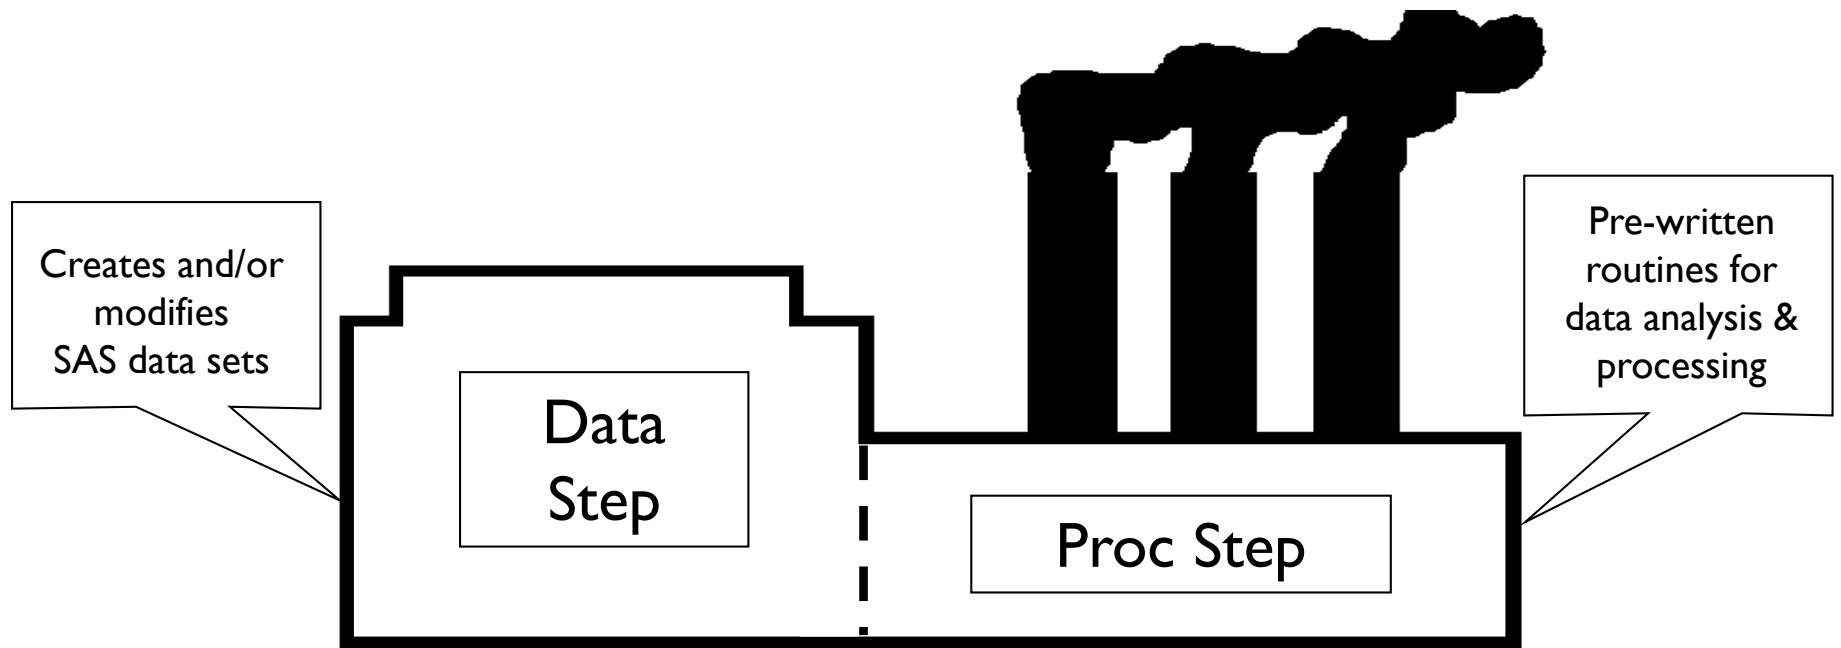 Creates and/or
modifies
SAS data sets
Data
Step
Proc Step
Pre-written
routines for
data analysis &
processing